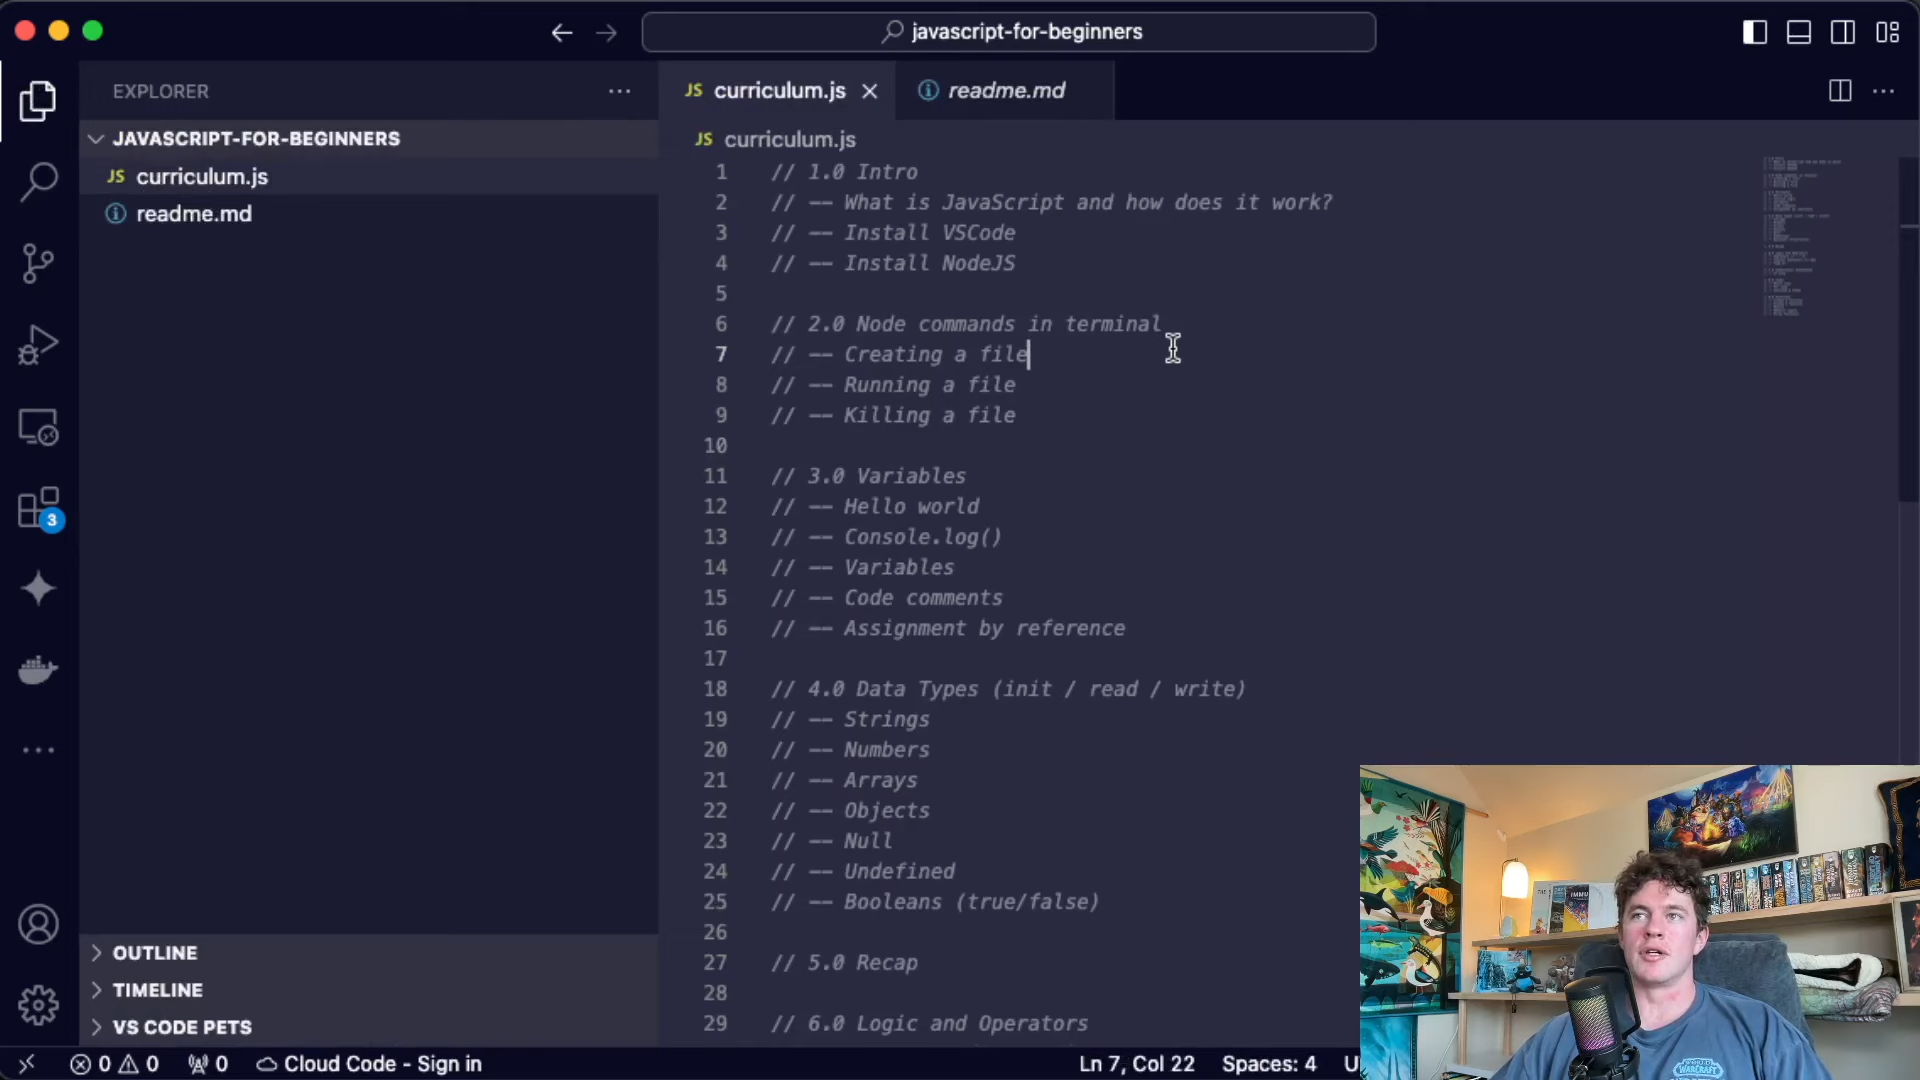 javascript-for-beginners
EXPLORER
JAVASCRIPT-FOR-BEGINNERS
JS curriculum.js
readme.md
OUTLINE
TIMELINE
VS CODE PETS
JS curriculum.js
readme.md
JS curriculum.js
1 // 1.0 Intro
2 // -- What is JavaScript and how does it work?
3 // -- Install VSCode
4 // -- Install NodeJS
5
6 // 2.0 Node commands in terminal
7 // -- Creating a file
8 // -- Running a file
9 // -- Killing a file
10
11 // 3.0 Variables
12 // -- Hello world
13 // -- Console.log()
14 // -- Variables
15 // -- Code comments
16 // -- Assignment by reference
17
18 // 4.0 Data Types (init / read / write)
19 // -- Strings
20 // -- Numbers
21 // -- Arrays
22 // -- Objects
23 // -- Null
24 // -- Undefined
25 // -- Booleans (true/false)
26
27 // 5.0 Recap
28
29 // 6.0 Logic and Operators
3
0 0 0 Cloud Code - Sign in Ln 7, Col 22 Spaces: 4 U
WORLD
WARCRAFT